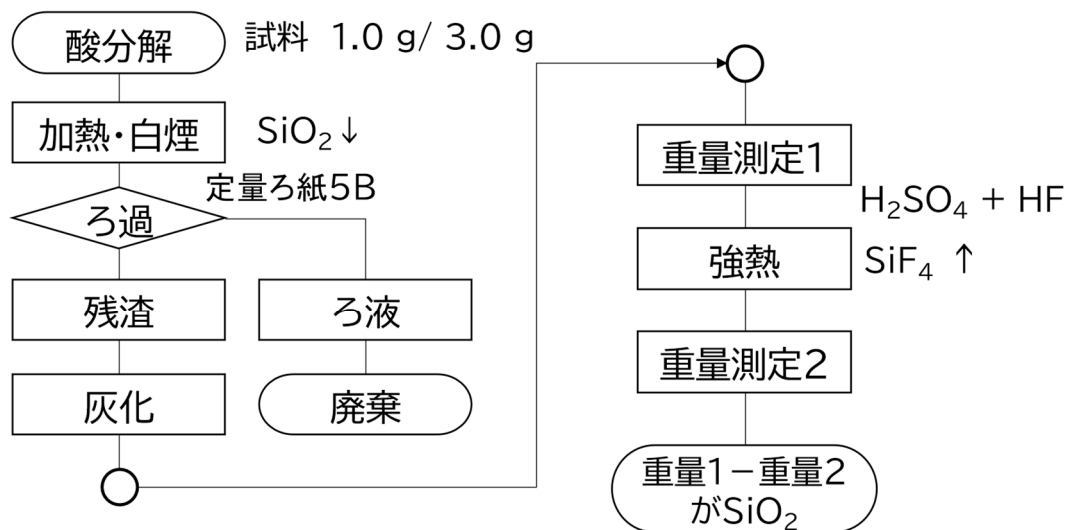 酸分解
試料 1.0 g/ 3.0 g
加熱・白煙
SiO₂↓
定量ろ紙5B
ろ過
残渣
ろ液
灰化
廃棄
重量測定1
H₂SO₄ + HF
強熱
SiF₄ ↑
重量測定2
重量1－重量2
がSiO₂